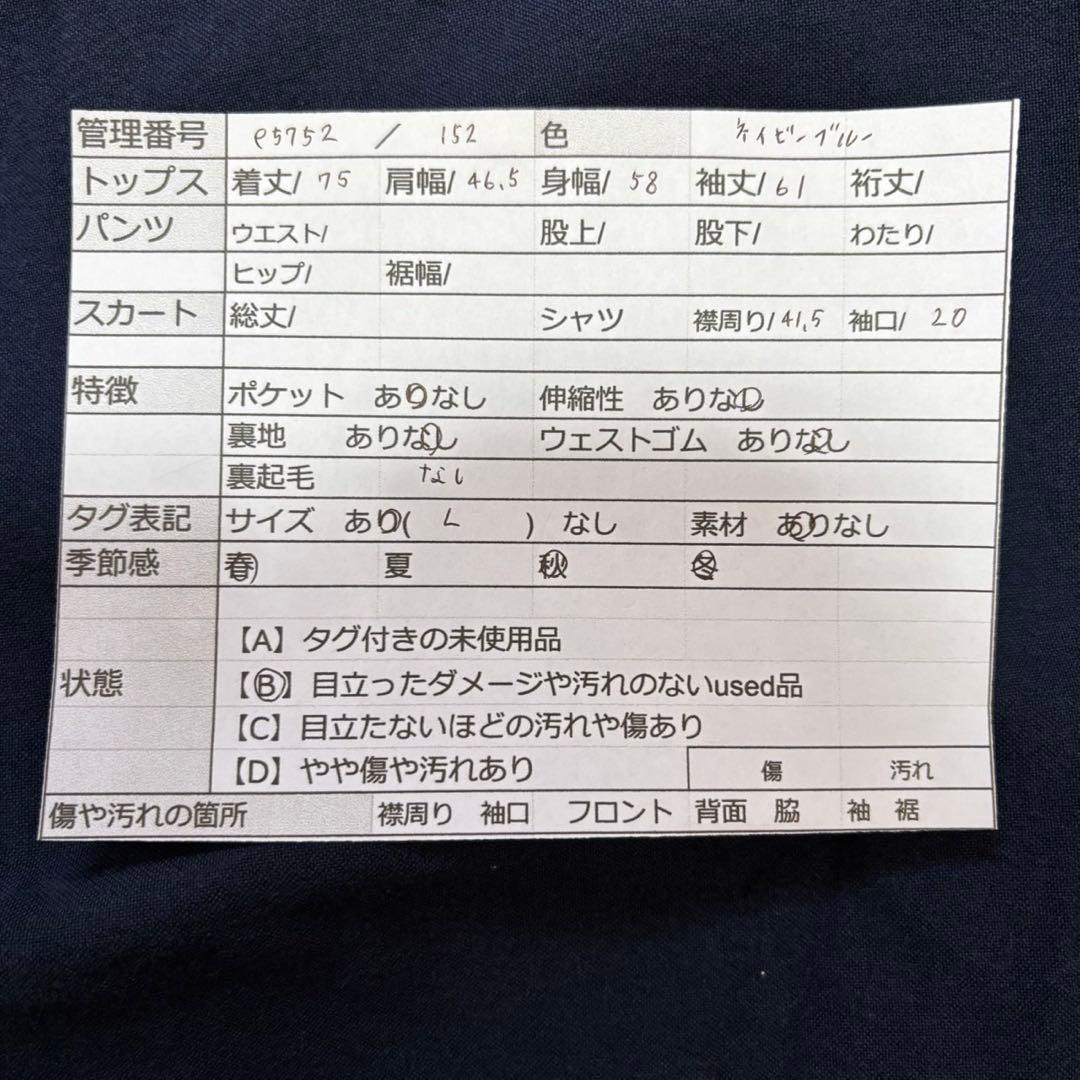 管理番号 e5752 / 152 色 ネイビーブルー
トップス 着丈/ 75 肩幅/ 46.5 身幅/ 58 袖丈/ 61 裄丈/
パンツ ウエスト/ 股上/ 股下/ わたり/
ヒップ/ 裾幅/
スカート 総丈/ シャツ 襟周り/ 41.5 袖口/ 20
特徴 ポケット ありなし 伸縮性 ありなし
裏地 ありなし ウェストゴム ありなし
裏起毛 なし
タグ表記 サイズ あり( L ) なし 素材 ありなし
季節感 春 夏 秋 冬
【A】タグ付きの未使用品
状態 【B】目立ったダメージや汚れのないused品
【C】目立たないほどの汚れや傷あり
【D】やや傷や汚れあり 傷 汚れ
傷や汚れの箇所 襟周り 袖口 フロント 背面 脇 袖 裾